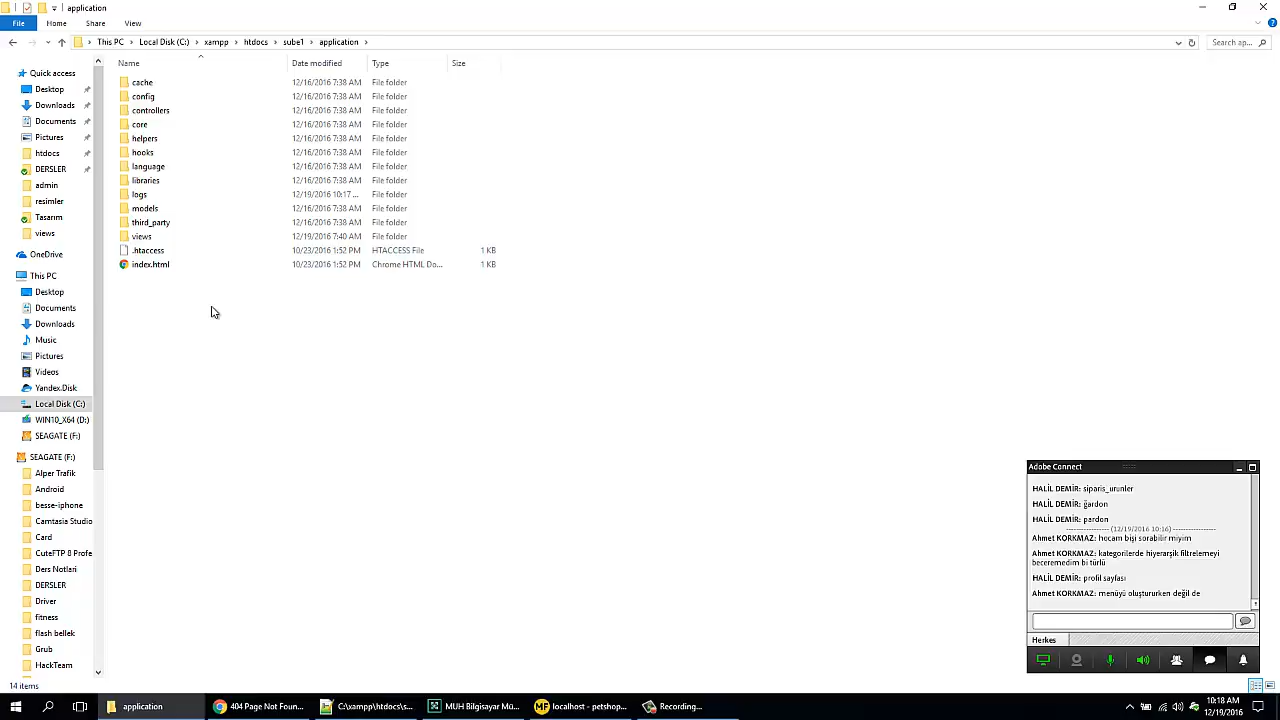 application
File Home Share View
This PC Local Disk (C:) xampp htdocs sube1 application
Search ap...
Name Date modified Type Size
cache 12/16/2016 7:38 AM File folder
config 12/16/2016 7:38 AM File folder
controllers 12/16/2016 7:38 AM File folder
core 12/16/2016 7:38 AM File folder
helpers 12/16/2016 7:38 AM File folder
hooks 12/16/2016 7:38 AM File folder
language 12/16/2016 7:38 AM File folder
libraries 12/16/2016 7:38 AM File folder
logs 12/19/2016 10:17 ... File folder
models 12/16/2016 7:38 AM File folder
third_party 12/16/2016 7:38 AM File folder
views 12/19/2016 7:40 AM File folder
.htaccess 10/23/2016 1:52 PM HTACCESS File 1 KB
index.html 10/23/2016 1:52 PM Chrome HTML Do... 1 KB
Quick access
Desktop
Downloads
Documents
Pictures
htdocs
DERSLER
admin
resimler
Tasarım
views
OneDrive
This PC
Desktop
Documents
Downloads
Music
Pictures
Videos
Yandex.Disk
Local Disk (C:)
WIN10_X64 (D:)
SEAGATE (F:)
SEAGATE (F:)
Alper Trafik
Android
besse-iphone
Camtasia Studio
Card
CuteFTP 8 Profe
Ders Notlari
DERSLER
Driver
fitness
flash bellek
Grub
HackTeam
14 items
Adobe Connect
HALİL DEMİR: siparis_urunler
HALİL DEMİR: ğardon
HALİL DEMİR: pardon
(12/19/2016 10:16)
Ahmet KORKMAZ: hocam bişi sorabilir miyim
Ahmet KORKMAZ: kategorilerde hiyerarşik filtrelemeyi
beceremedim bi türlü
HALİL DEMİR: profil sayfası
Ahmet KORKMAZ: menüyü oluştururken değil de
Herkes
application
404 Page Not Foun...
C:\xampp\htdocs\s...
MUH Bilgisayar Mü...
MF localhost - petshop...
Recording...
10:18 AM
12/19/2016